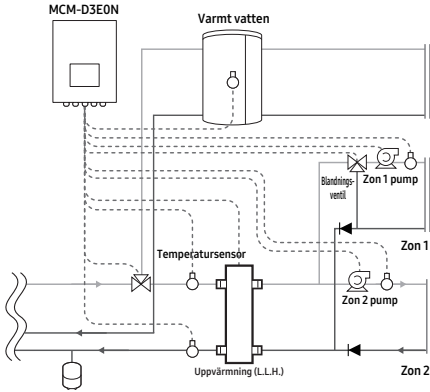 MCM-D3E0N
Varmt vatten
Blandnings-
ventil
Zon 1 pump
Zon 1
Temperatursensor
Zon 2 pump
Uppvärmning (L.L.H.)
Zon 2